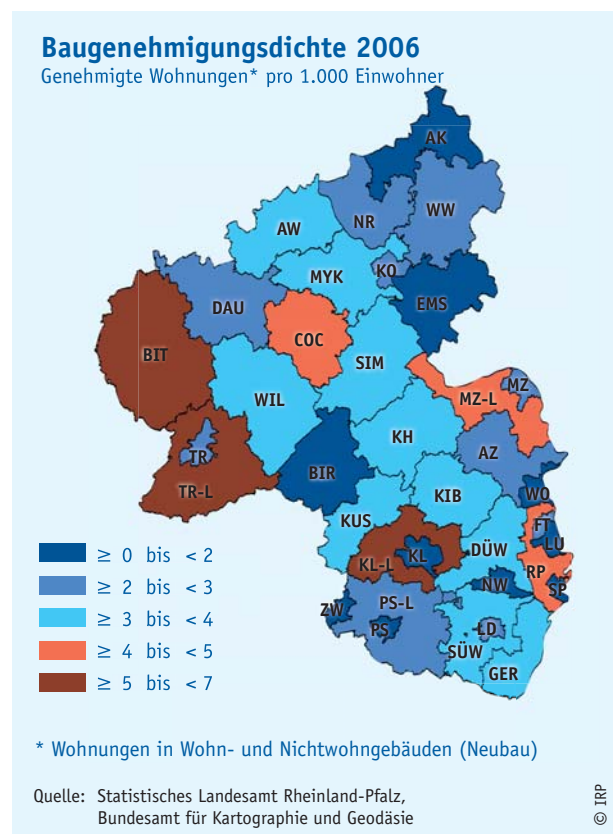 Baugenehmigungsdichte 2006
Genehmigte Wohnungen* pro 1.000 Einwohner
AK
WW
NR
AW
KO
MYK
EMS
DAU
COC
BIT
SIM
MZ
MZ-L
WIL
KH
AZ
TR
BIR
TR-L
KIB
WO
KUS
FT
LU
DÜW
KL
KL-L
RP
NW
SP
ZW
PS-L
PS
LD
SÜW
GER
≥ 0 bis < 2
≥ 2 bis < 3
≥ 3 bis < 4
≥ 4 bis < 5
≥ 5 bis < 7
* Wohnungen in Wohn- und Nichtwohngebäuden (Neubau)
Quelle: Statistisches Landesamt Rheinland-Pfalz,
Bundesamt für Kartographie und Geodäsie
© IRP